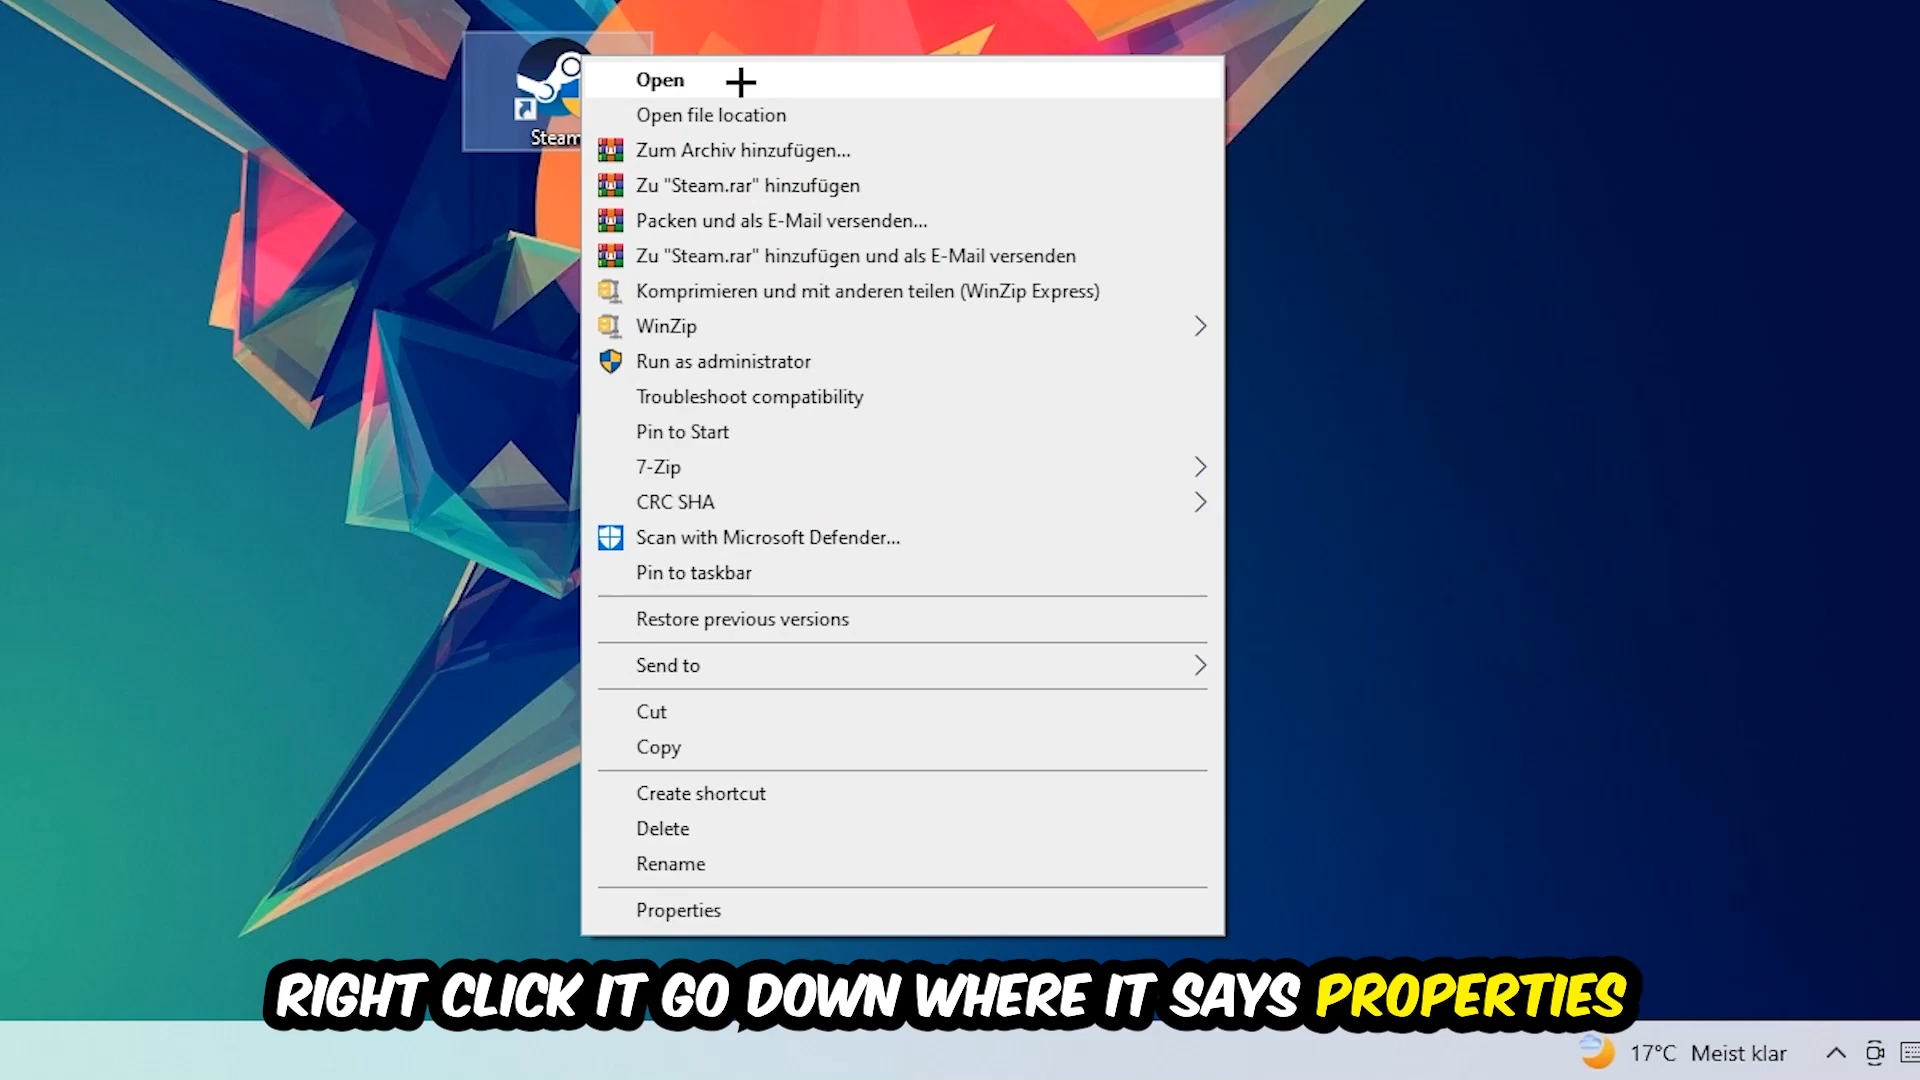 Steam
Open
Open file location
Zum Archiv hinzufügen...
Zu "Steam.rar" hinzufügen
Packen und als E-Mail versenden...
Zu "Steam.rar" hinzufügen und als E-Mail versenden
Komprimieren und mit anderen teilen (WinZip Express)
WinZip
Run as administrator
Troubleshoot compatibility
Pin to Start
7-Zip
CRC SHA
Scan with Microsoft Defender...
Pin to taskbar
Restore previous versions
Send to
Cut
Copy
Create shortcut
Delete
Rename
Properties
RIGHT CLICK IT GO DOWN WHERE IT SAYS PROPERTIES
17°C Meist klar